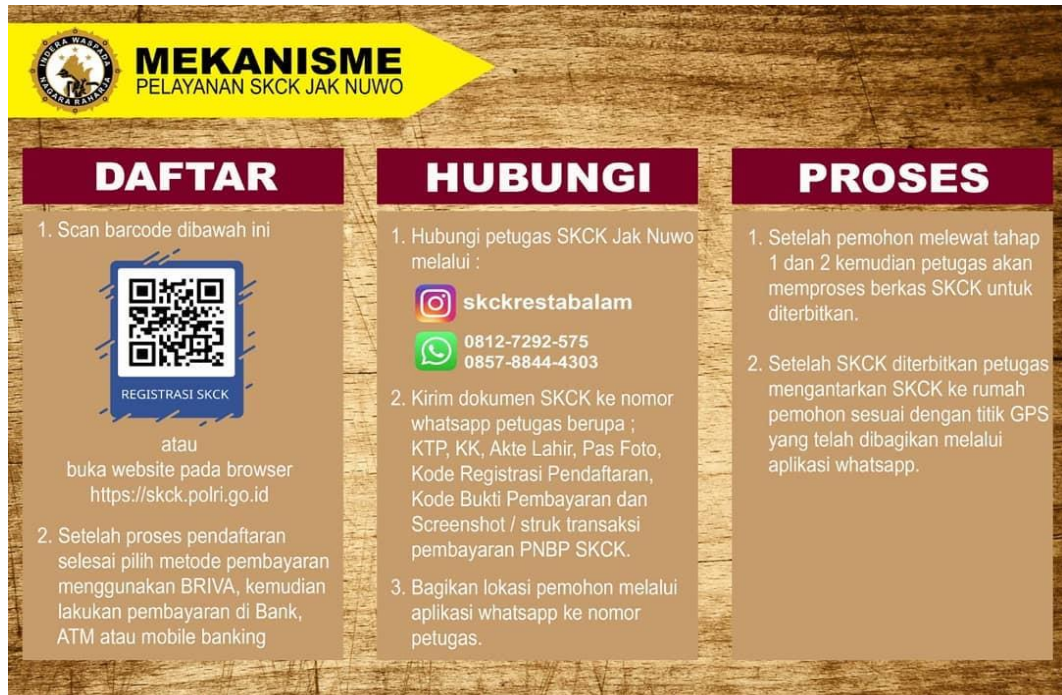 INDERA WASPADA
NAGARA RAHARJA
MEKANISME
PELAYANAN SKCK JAK NUWO
DAFTAR
1. Scan barcode dibawah ini
REGISTRASI SKCK
atau
buka website pada browser
https://skck.polri.go.id
2. Setelah proses pendaftaran
selesai pilih metode pembayaran
menggunakan BRIVA, kemudian
lakukan pembayaran di Bank,
ATM atau mobile banking
HUBUNGI
1. Hubungi petugas SKCK Jak Nuwo
melalui :
skckrestabalam
0812-7292-575
0857-8844-4303
2. Kirim dokumen SKCK ke nomor
whatsapp petugas berupa ;
KTP, KK, Akte Lahir, Pas Foto,
Kode Registrasi Pendaftaran,
Kode Bukti Pembayaran dan
Screenshot / struk transaksi
pembayaran PNBP SKCK.
3. Bagikan lokasi pemohon melalui
aplikasi whatsapp ke nomor
petugas.
PROSES
1. Setelah pemohon melewat tahap
1 dan 2 kemudian petugas akan
memproses berkas SKCK untuk
diterbitkan.
2. Setelah SKCK diterbitkan petugas
mengantarkan SKCK ke rumah
pemohon sesuai dengan titik GPS
yang telah dibagikan melalui
aplikasi whatsapp.